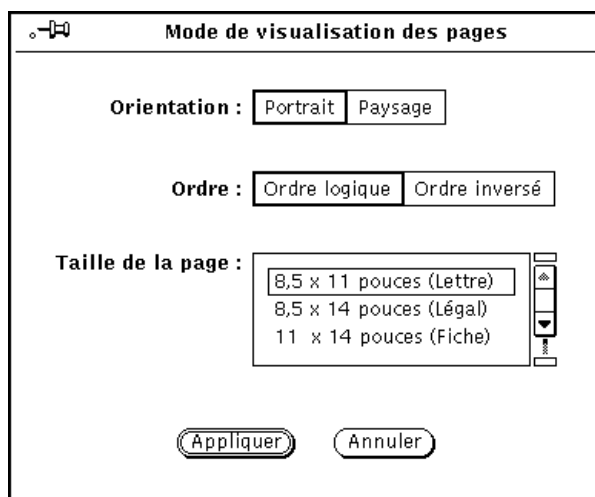 Mode de visualisation des pages
Orientation : Portrait Paysage
Ordre : Ordre logique Ordre inversé
Taille de la page :
8,5 x 11 pouces (Lettre)
8,5 x 14 pouces (Légal)
11 x 14 pouces (Fiche)
Appliquer Annuler